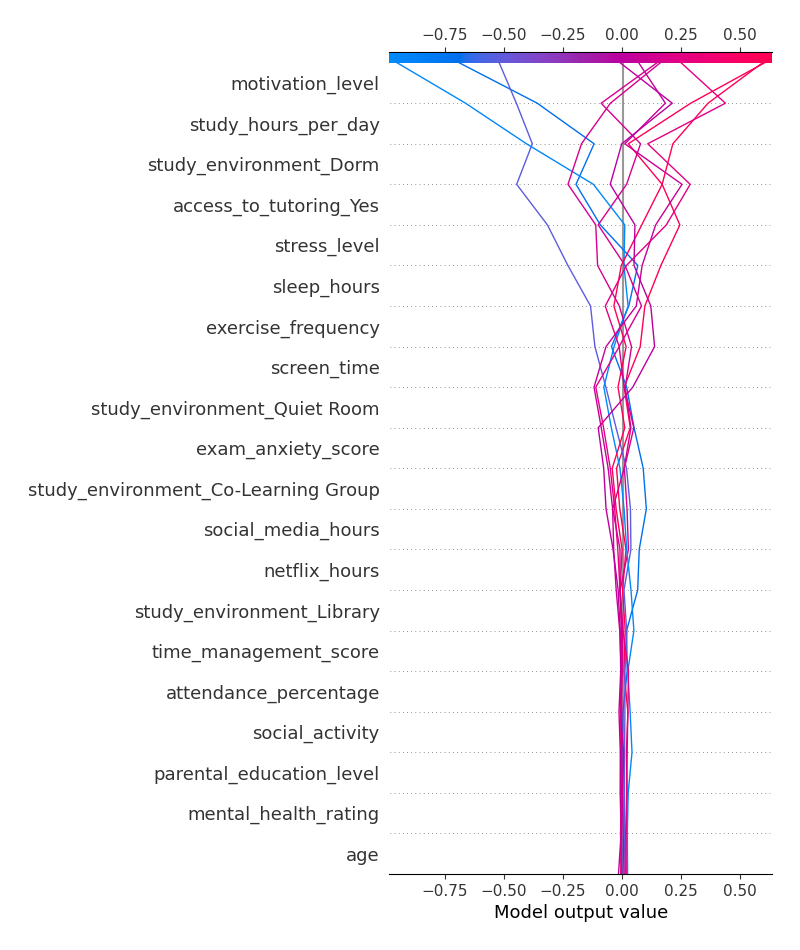 −0.75 −0.50 −0.25 0.00 0.25 0.50
motivation_level
study_hours_per_day
study_environment_Dorm
access_to_tutoring_Yes
stress_level
sleep_hours
exercise_frequency
screen_time
study_environment_Quiet Room
exam_anxiety_score
study_environment_Co-Learning Group
social_media_hours
netflix_hours
study_environment_Library
time_management_score
attendance_percentage
social_activity
parental_education_level
mental_health_rating
age
−0.75 −0.50 −0.25 0.00 0.25 0.50
Model output value